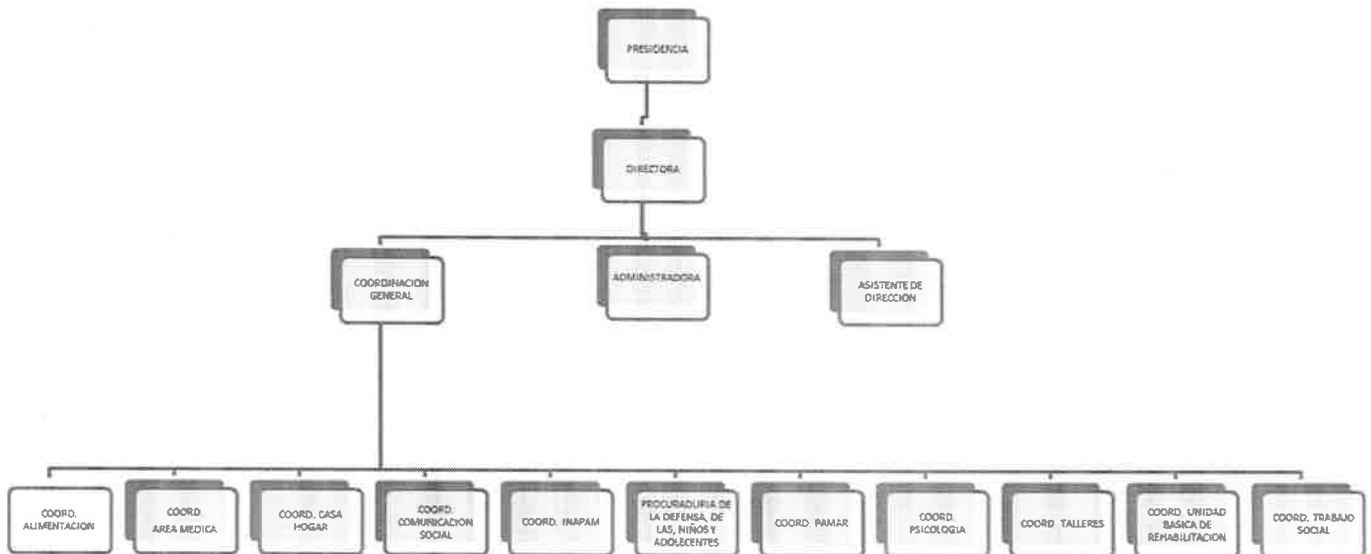 PRESIDENCIA
DIRECTORA
COORDINACION
GENERAL
ADMINISTRADORA
ASISTENTE DE
DIRECCION
COORD.
ALIMENTACION
COORD.
AREA MEDICA
COORD. CASA
HOGAR
COORD.
COMUNICACION
SOCIAL
COORD. INAPAM
PROCURADURIA DE
LA DEFENSA, DE
LAS, NIÑOS Y
ADOLECENTES
COORD. PAMAR
COORD.
PSICOLOGIA
COORD. TALLERES
COORD. UNIDAD
BASICA DE
REHABILITACION
COORD. TRABAJO
SOCIAL